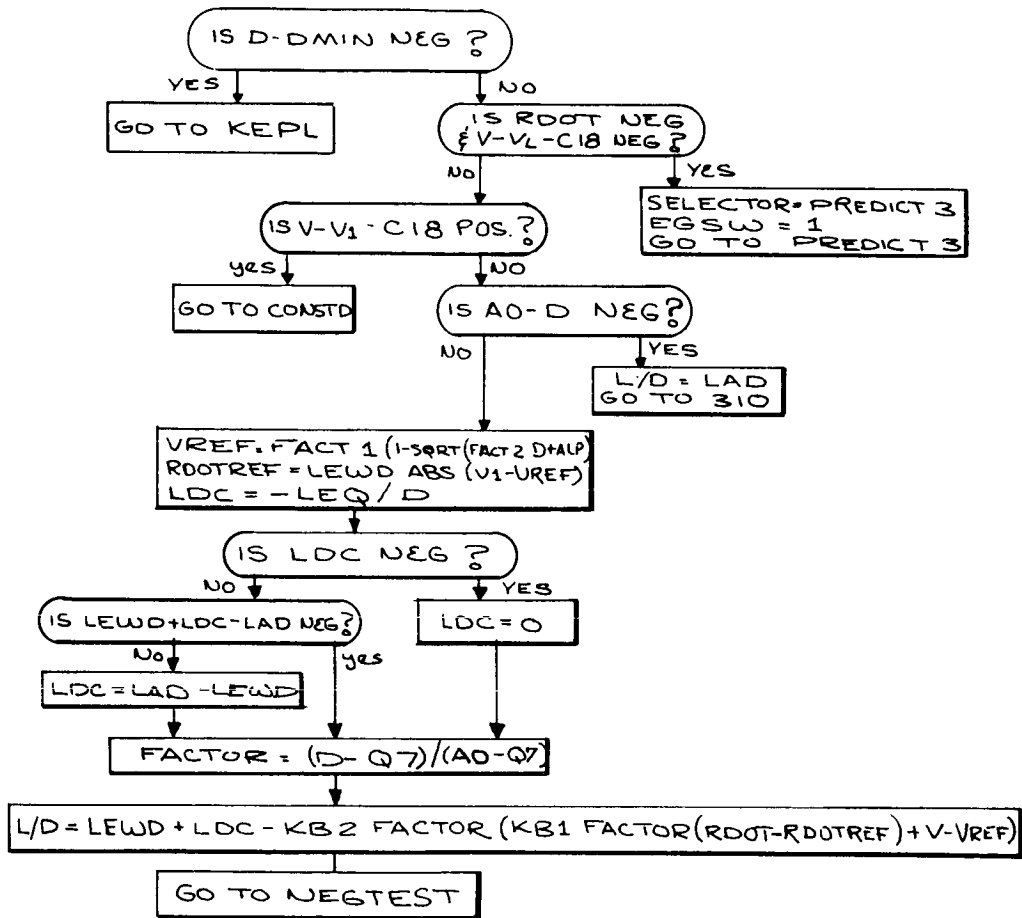 IS D-DMIN NEG ?
YES
NO
GO TO KEPL
IS RDOT NEG
& V-VL-C18 NEG?
NO
YES
SELECTOR=PREDICT 3
EGSW = 1
GO TO PREDICT 3
IS V-V1-C18 POS.?
yes
NO
GO TO CONSTD
IS A0-D NEG?
NO
YES
L/D = LAD
GO TO 310
VREF=FACT 1 (1-SQRT(FACT 2 D+ALP)
RDOTREF = LEWD ABS (V1-VREF)
LDC = -LEQ / D
IS LDC NEG ?
NO
YES
IS LEWD+LDC-LAD NEG?
LDC=0
No
yes
LDC=LAD-LEWD
FACTOR = (D-Q7)/(A0-Q7)
L/D=LEWD+LDC-KB2 FACTOR (KB1 FACTOR(RDOT-RDOTREF)+V-VREF)
GO TO NEGTEST